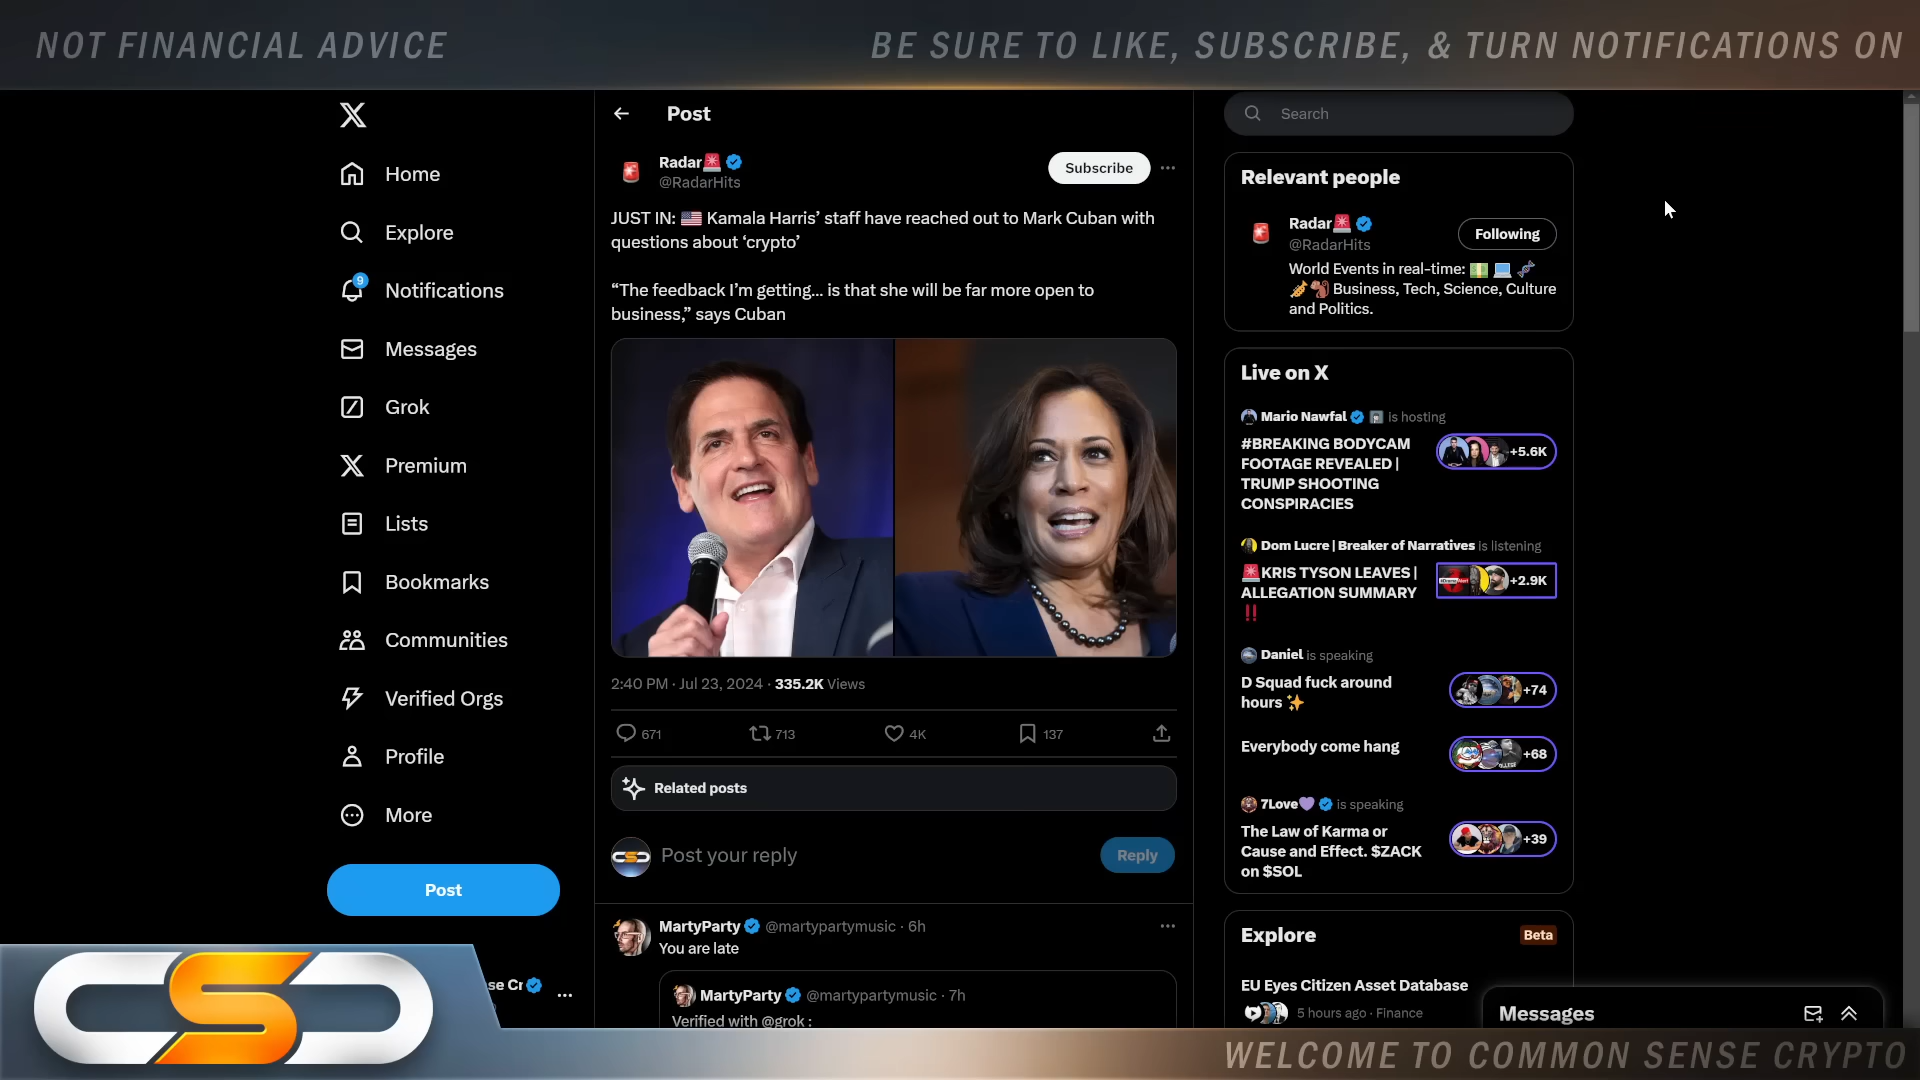 NOT FINANCIAL ADVICE
BE SURE TO LIKE, SUBSCRIBE, & TURN NOTIFICATIONS ON
Home
Explore
9
Notifications
Messages
Grok
Premium
Lists
Bookmarks
Communities
Verified Orgs
Profile
More
Post
se Cr
Post
Radar🚨
@RadarHits
Subscribe
JUST IN: 🇺🇸 Kamala Harris’ staff have reached out to Mark Cuban with
questions about ‘crypto’
“The feedback I’m getting... is that she will be far more open to
business,” says Cuban
2:40 PM · Jul 23, 2024 · 335.2K Views
671
713
4K
137
Related posts
Post your reply
Reply
MartyParty @martypartymusic · 6h
You are late
MartyParty @martypartymusic · 7h
Verified with @grok :
Search
Relevant people
Radar🚨
@RadarHits
Following
World Events in real-time: 💵 💻 🧬
🎺🐿️ Business, Tech, Science, Culture
and Politics.
Live on X
Mario Nawfal is hosting
#BREAKING BODYCAM
FOOTAGE REVEALED |
TRUMP SHOOTING
CONSPIRACIES
+5.6K
Dom Lucre | Breaker of Narratives is listening
🚨KRIS TYSON LEAVES |
ALLEGATION SUMMARY
‼️
+2.9K
Daniel is speaking
D Squad fuck around
hours ✨
+74
Everybody come hang
+68
7Love💜 is speaking
The Law of Karma or
Cause and Effect. $ZACK
on $SOL
+39
Explore
Beta
EU Eyes Citizen Asset Database
5 hours ago · Finance
Messages
CSC
WELCOME TO COMMON SENSE CRYPTO